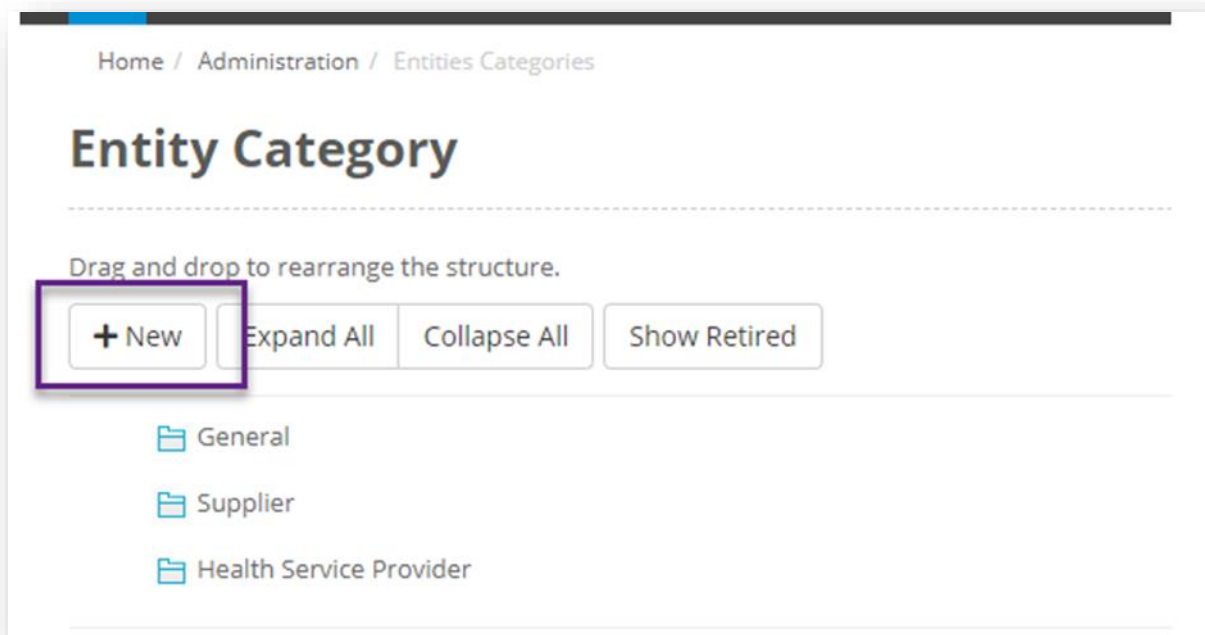 Home / Administration / Entities Categories
Entity Category
Drag and drop to rearrange the structure.
+ New Expand All Collapse All Show Retired
General
Supplier
Health Service Provider